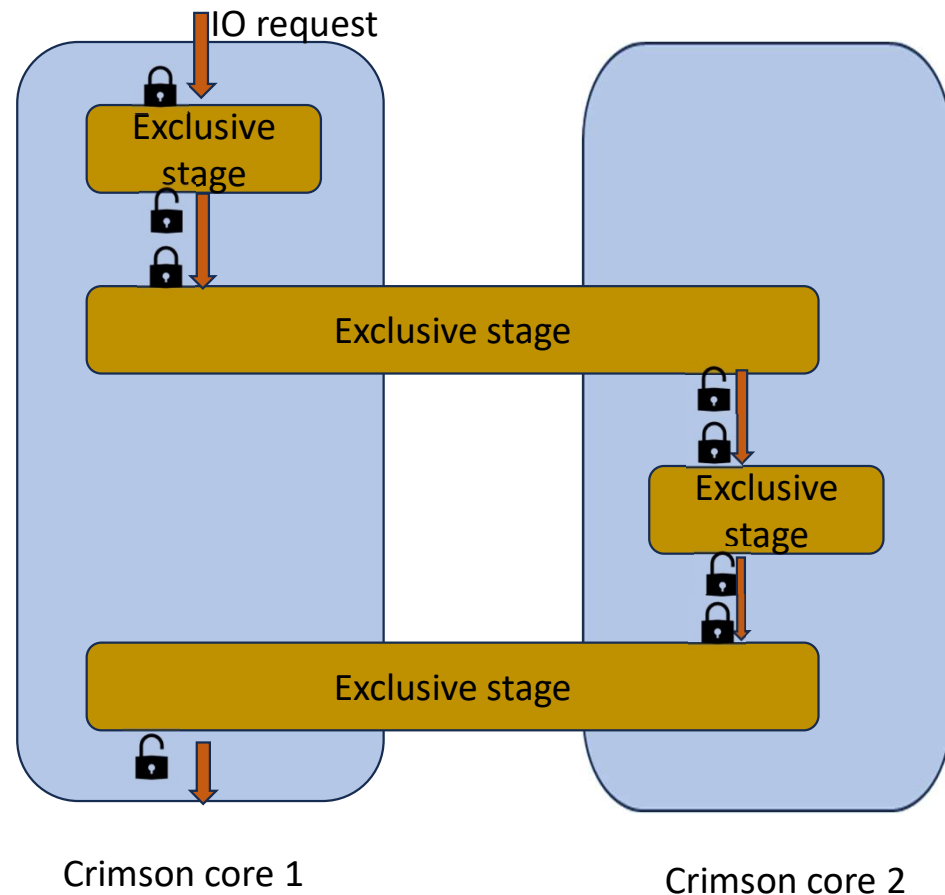 IO request
Exclusive
stage
Exclusive stage
Exclusive
stage
Exclusive stage
Crimson core 1
Crimson core 2